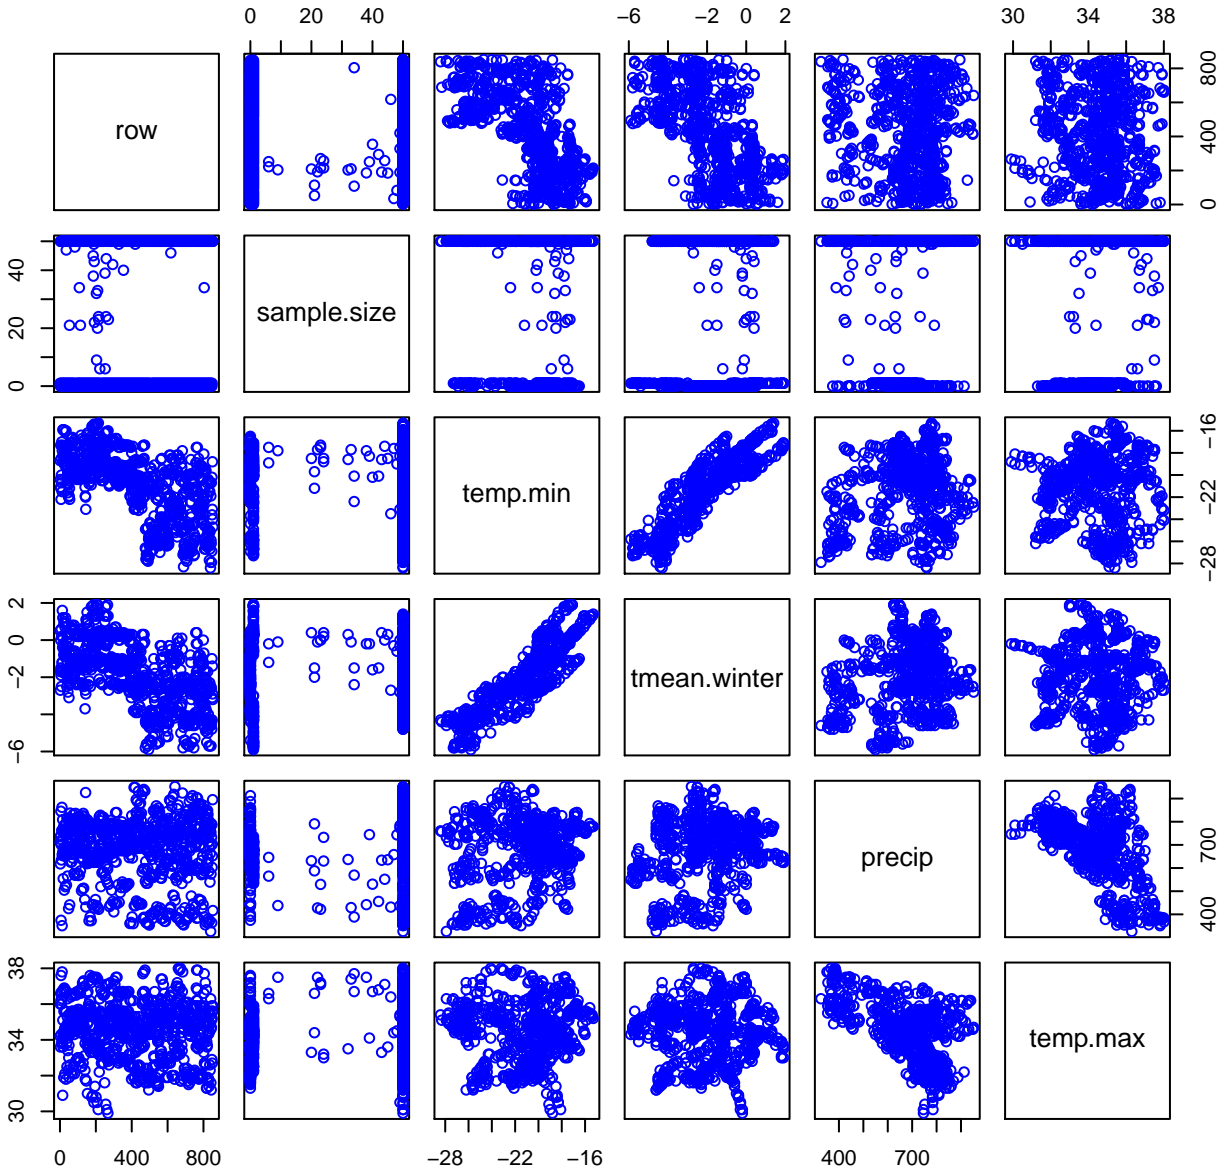 0 20 40 −6 −2 0 2 30 34 38
row
0 400 800
0 20 40
sample.size
temp.min
−28 −22 −16
−6 −2 0 2
tmean.winter
precip
400 700
30 34 38
temp.max
0 400 800 −28 −22 −16 400 700